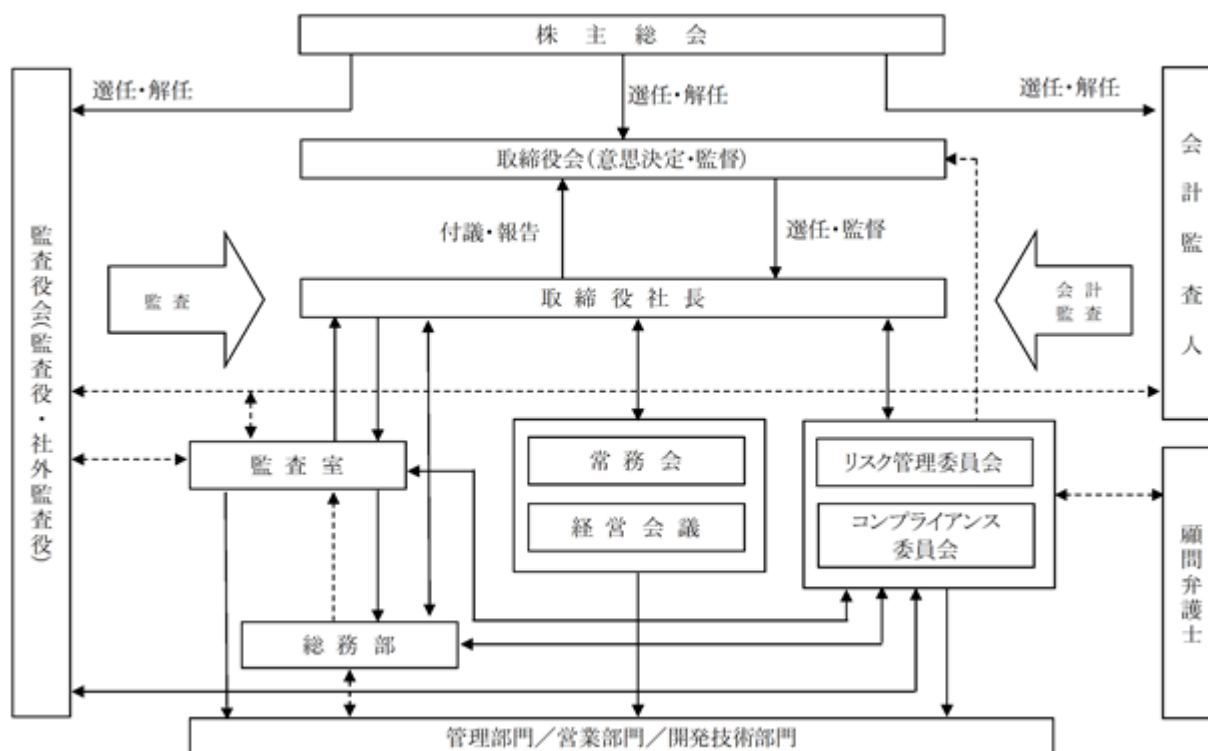 株主総会
選任・解任
選任・解任
選任・解任
取締役会(意思決定・監督)
付議・報告
選任・監督
監査
取締役社長
会計
監査
監査役会(監査役・社外監査役)
会計監査人
監査室
常務会
経営会議
リスク管理委員会
コンプライアンス
委員会
顧問弁護士
総務部
管理部門／営業部門／開発技術部門